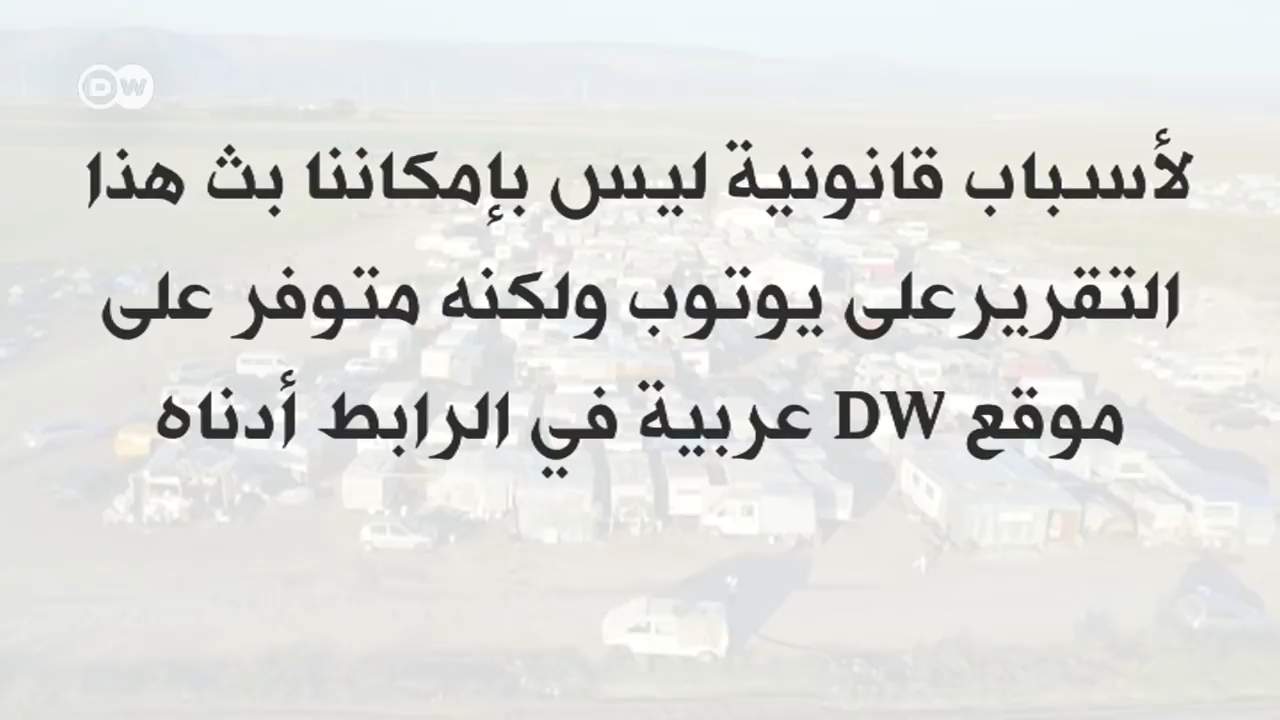 DW
لأسباب قانونية ليس بإمكاننا بث هذا
التقريرعلى يوتوب ولكنه متوفر على
موقع DW عربية في الرابط أدناه